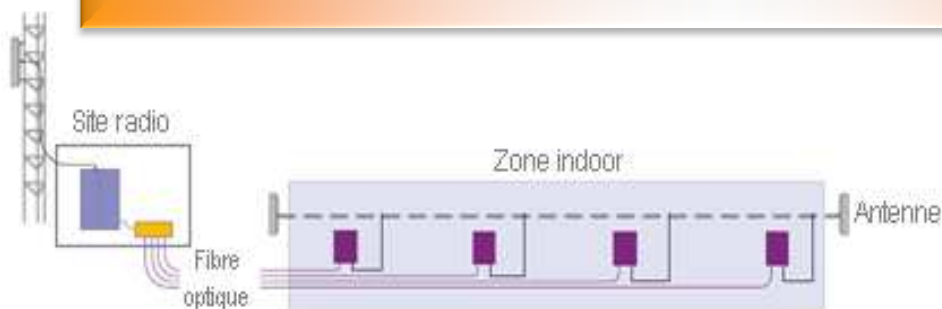 Site radio
Zone indoor
Antenne
Fibre
optique